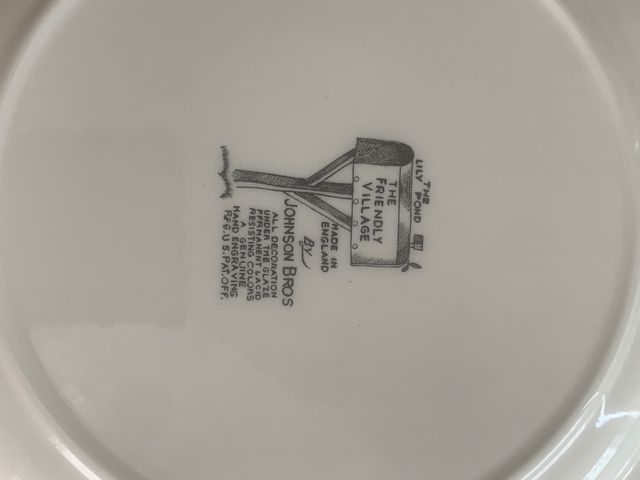 THE
LILY POND
THE
FRIENDLY
VILLAGE
MADE IN
ENGLAND
BY
JOHNSON BROS
ALL DECORATION
UNDER THE GLAZE
PERMANENT & ACID
RESISTING COLORS
A GENUINE
HAND ENGRAVING
REG. U.S. PAT. OFF.